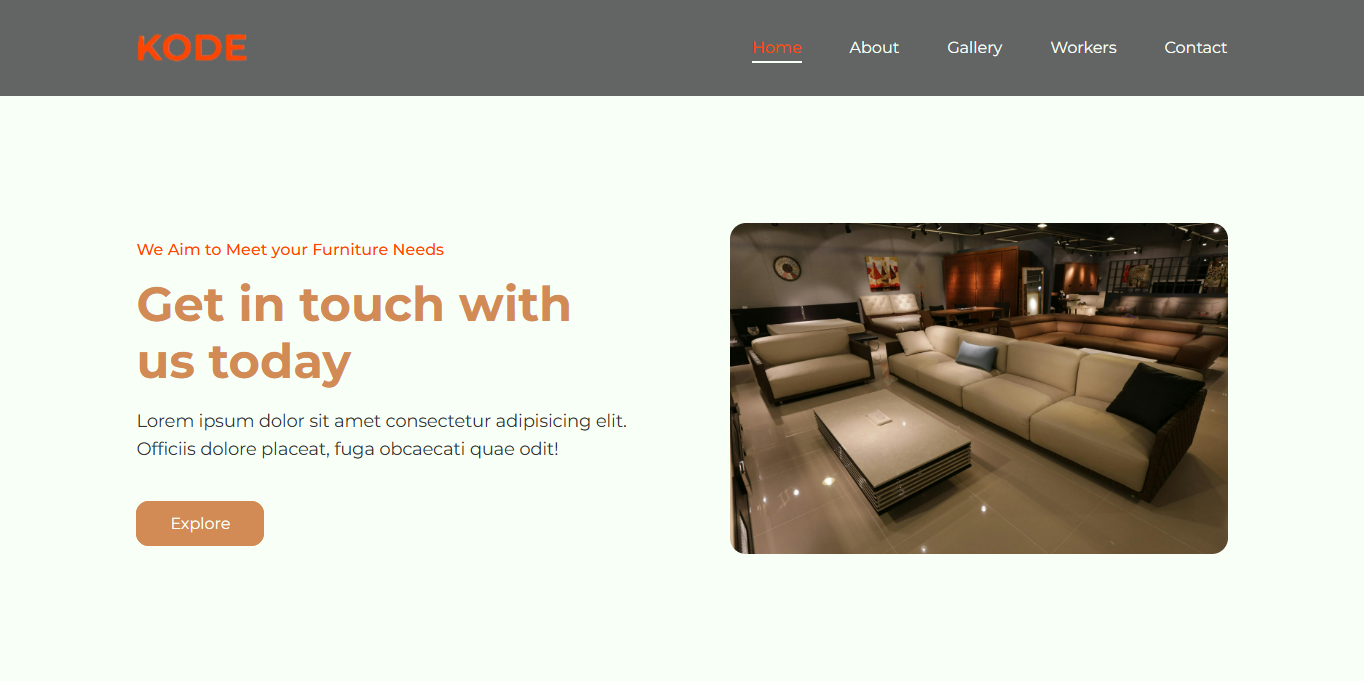 KODE
Home
About
Gallery
Workers
Contact
We Aim to Meet your Furniture Needs
Get in touch with
us today
Lorem ipsum dolor sit amet consectetur adipisicing elit.
Officiis dolore placeat, fuga obcaecati quae odit!
Explore